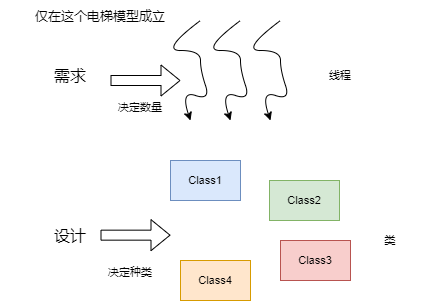 仅在这个电梯模型成立
需求
线程
决定数量
Class1
Class2
设计
类
Class3
决定种类
Class4